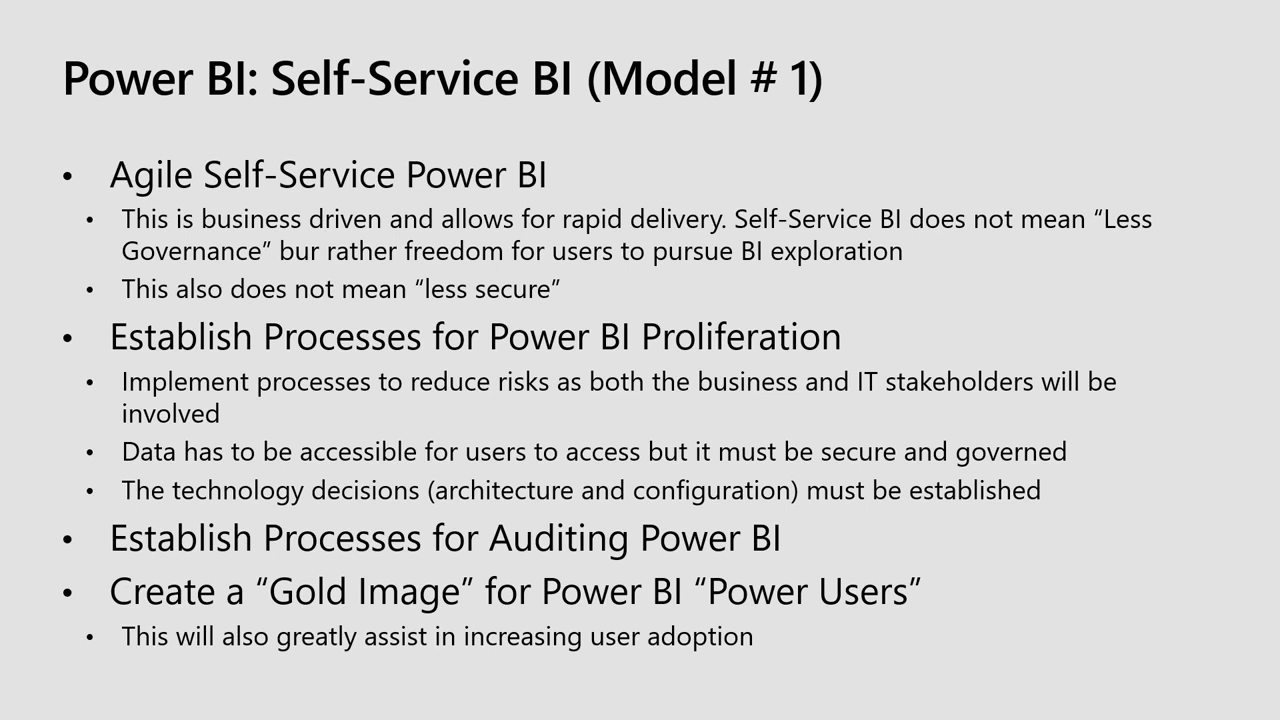 Power BI: Self-Service BI (Model # 1)
• Agile Self-Service Power BI
• This is business driven and allows for rapid delivery. Self-Service BI does not mean “Less
Governance” bur rather freedom for users to pursue BI exploration
• This also does not mean “less secure”
• Establish Processes for Power BI Proliferation
• Implement processes to reduce risks as both the business and IT stakeholders will be
involved
• Data has to be accessible for users to access but it must be secure and governed
• The technology decisions (architecture and configuration) must be established
• Establish Processes for Auditing Power BI
• Create a “Gold Image” for Power BI “Power Users”
• This will also greatly assist in increasing user adoption